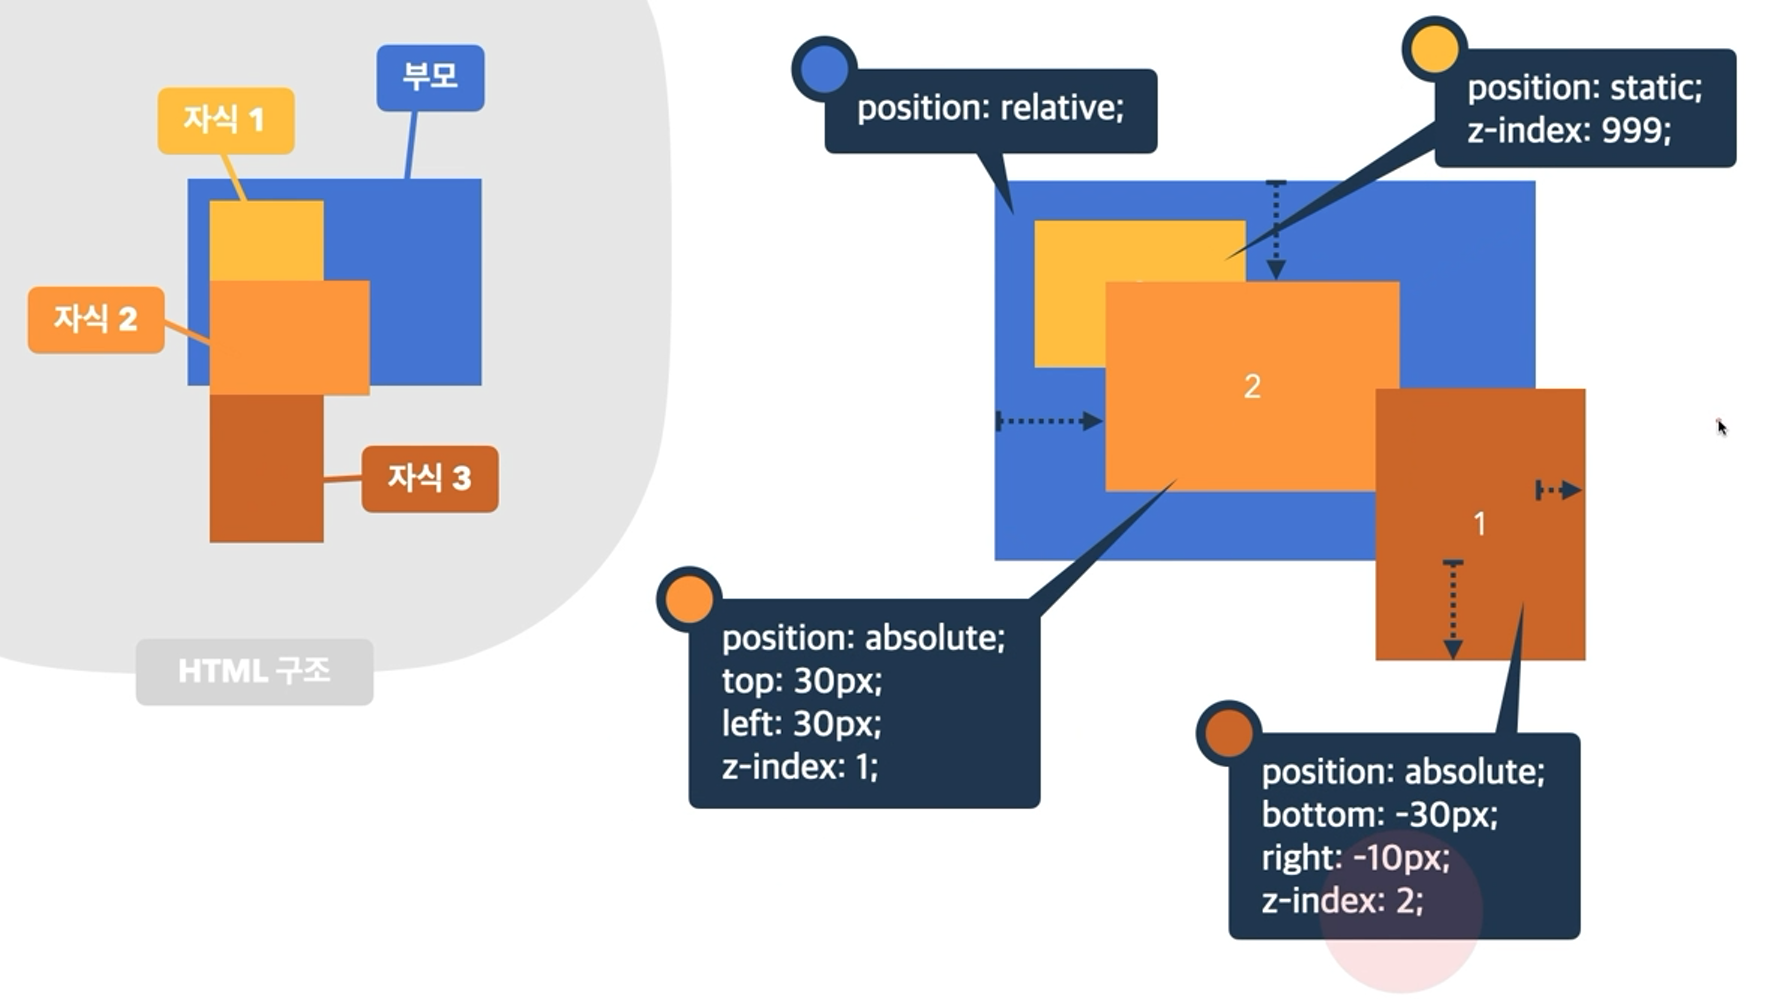 부모
자식 1
자식 2
자식 3
HTML 구조
position: relative;
position: static;
z-index: 999;
2
1
position: absolute;
top: 30px;
left: 30px;
z-index: 1;
position: absolute;
bottom: -30px;
right: -10px;
z-index: 2;